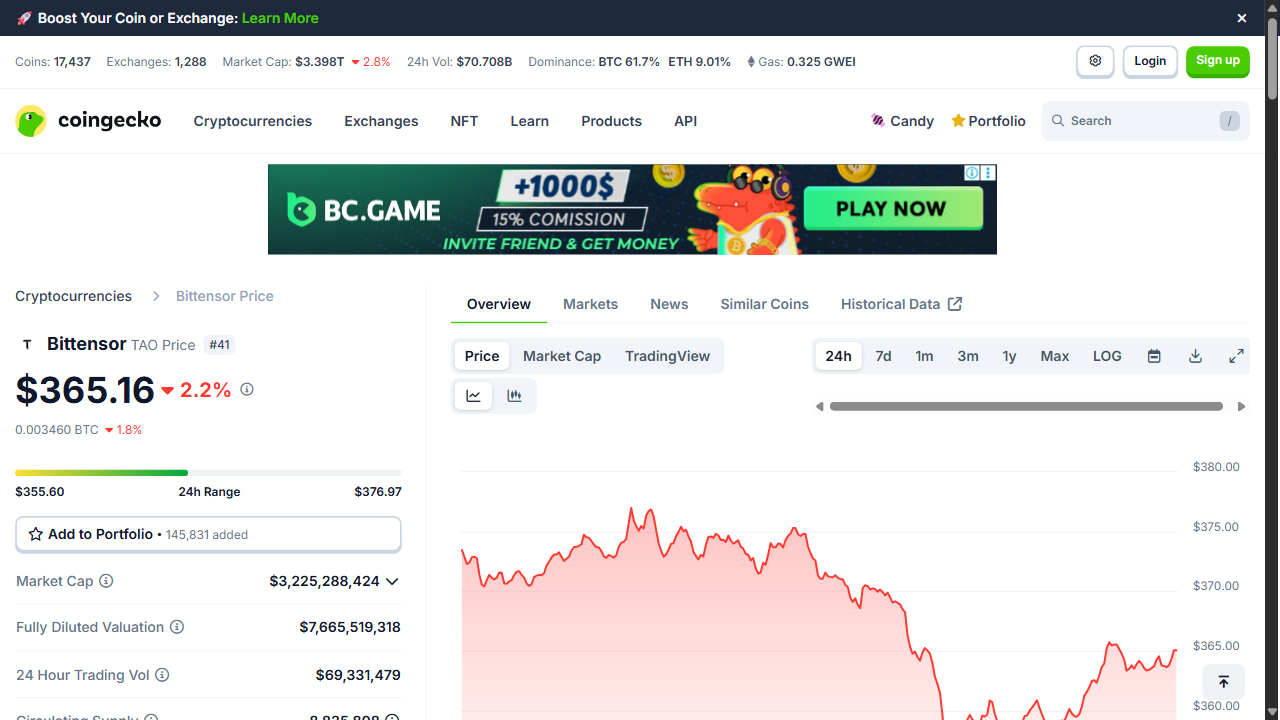 🚀 Boost Your Coin or Exchange: Learn More
Coins: 17,437 Exchanges: 1,288 Market Cap: $3.398T 2.8% 24h Vol: $70.708B Dominance: BTC 61.7% ETH 9.01% Gas: 0.325 GWEI
Login
Sign up
coingecko
Cryptocurrencies
Exchanges
NFT
Learn
Products
API
Candy
Portfolio
Search
/
BC.GAME
+1000$
15% COMISSION
INVITE FRIEND & GET MONEY
PLAY NOW
Cryptocurrencies > Bittensor Price
T Bittensor TAO Price #41
$365.16 2.2%
0.003460 BTC 1.8%
$355.60 24h Range $376.97
Add to Portfolio • 145,831 added
Market Cap $3,225,288,424
Fully Diluted Valuation $7,665,519,318
24 Hour Trading Vol $69,331,479
Overview
Markets
News
Similar Coins
Historical Data
Price
Market Cap
TradingView
24h
7d
1m
3m
1y
Max
LOG
$380.00
$375.00
$370.00
$365.00
$360.00